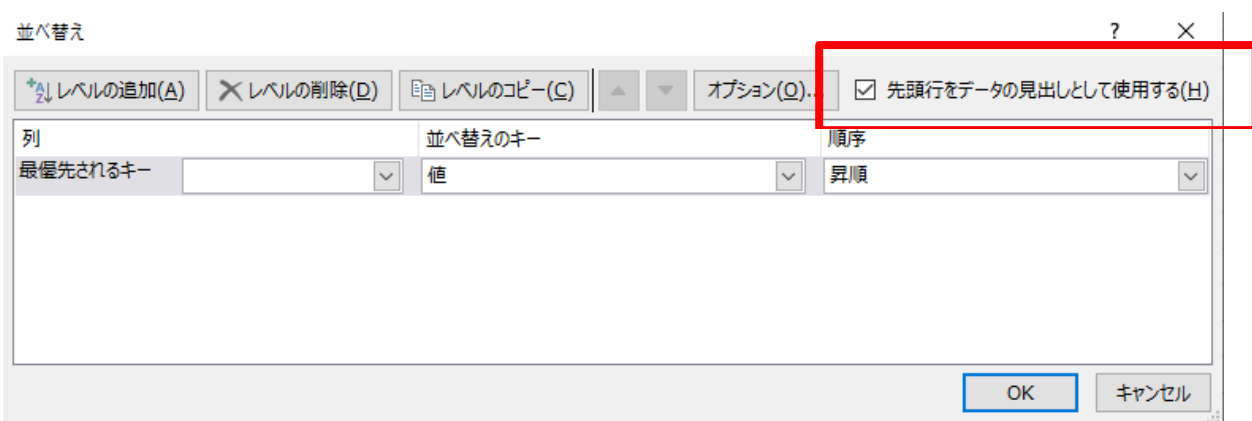 並べ替え ? ×
レベルの追加(A) レベルの削除(D) レベルのコピー(C) オプション(O)... 先頭行をデータの見出しとして使用する(H)
列 並べ替えのキー 順序
最優先されるキー 値 昇順
OK キャンセル